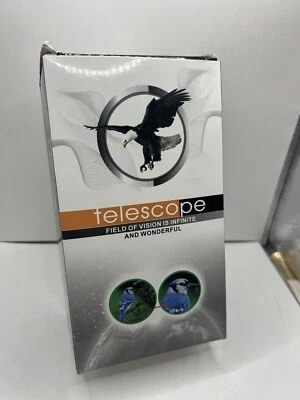 telescope
FIELD OF VISION IS INFINITE
AND WONDERFUL